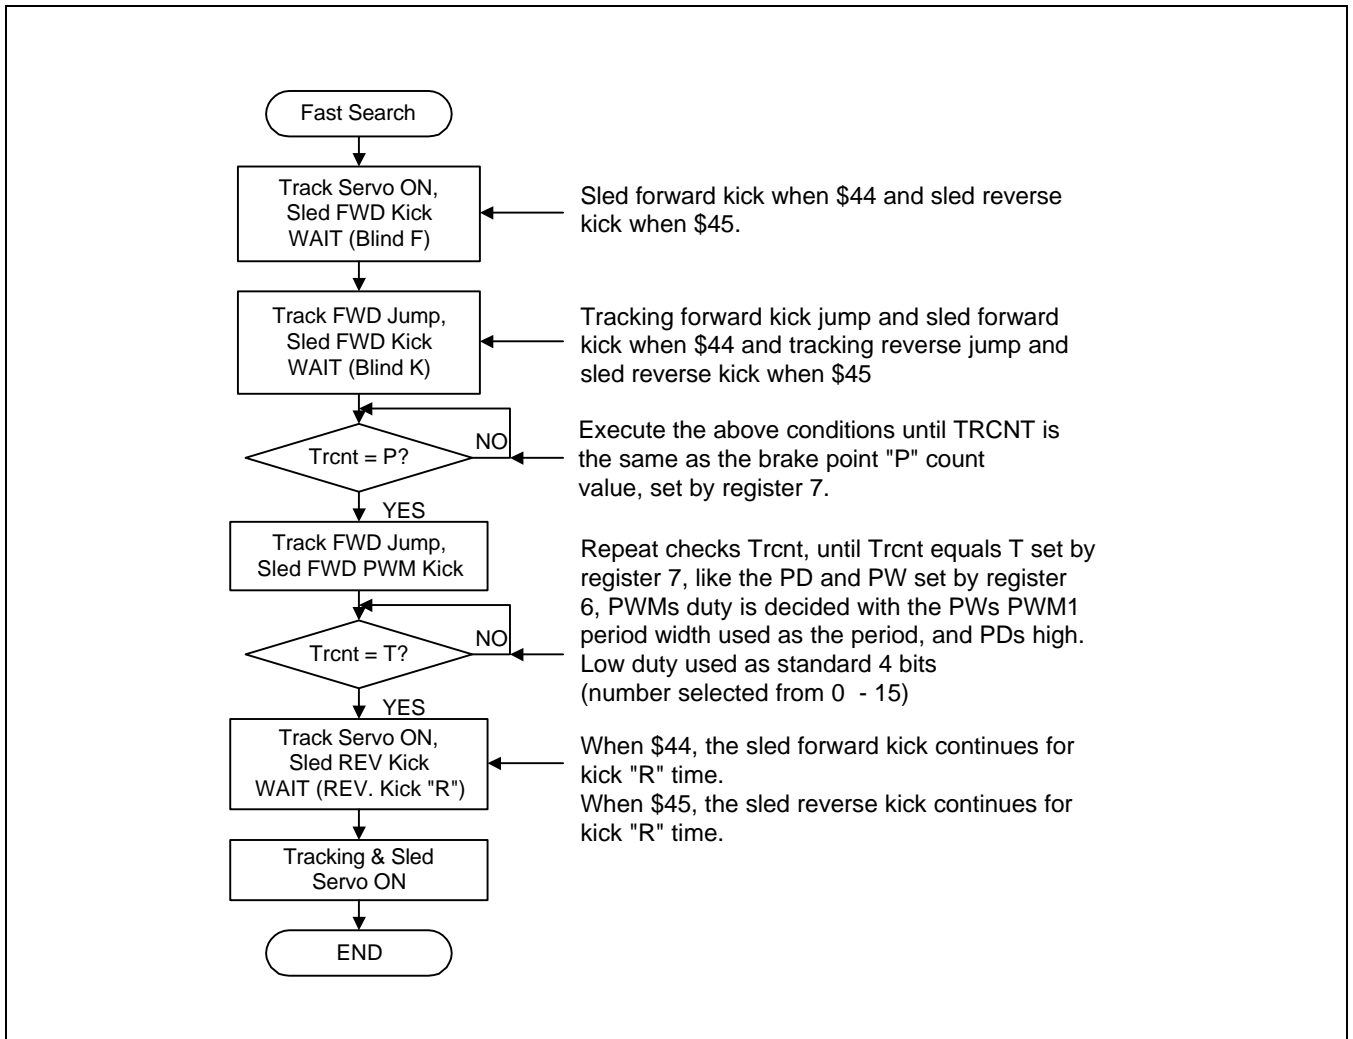 Fast Search
Track Servo ON,
Sled FWD Kick
WAIT (Blind F)
Sled forward kick when $44 and sled reverse
kick when $45.
Track FWD Jump,
Sled FWD Kick
WAIT (Blind K)
Tracking forward kick jump and sled forward
kick when $44 and tracking reverse jump and
sled reverse kick when $45
Trcnt = P?
NO
Execute the above conditions until TRCNT is
the same as the brake point "P" count
value, set by register 7.
YES
Track FWD Jump,
Sled FWD PWM Kick
Repeat checks Trcnt, until Trcnt equals T set by
register 7, like the PD and PW set by register
6, PWMs duty is decided with the PWs PWM1
period width used as the period, and PDs high.
Low duty used as standard 4 bits
(number selected from 0 - 15)
Trcnt = T?
NO
YES
Track Servo ON,
Sled REV Kick
WAIT (REV. Kick "R")
When $44, the sled forward kick continues for
kick "R" time.
When $45, the sled reverse kick continues for
kick "R" time.
Tracking & Sled
Servo ON
END